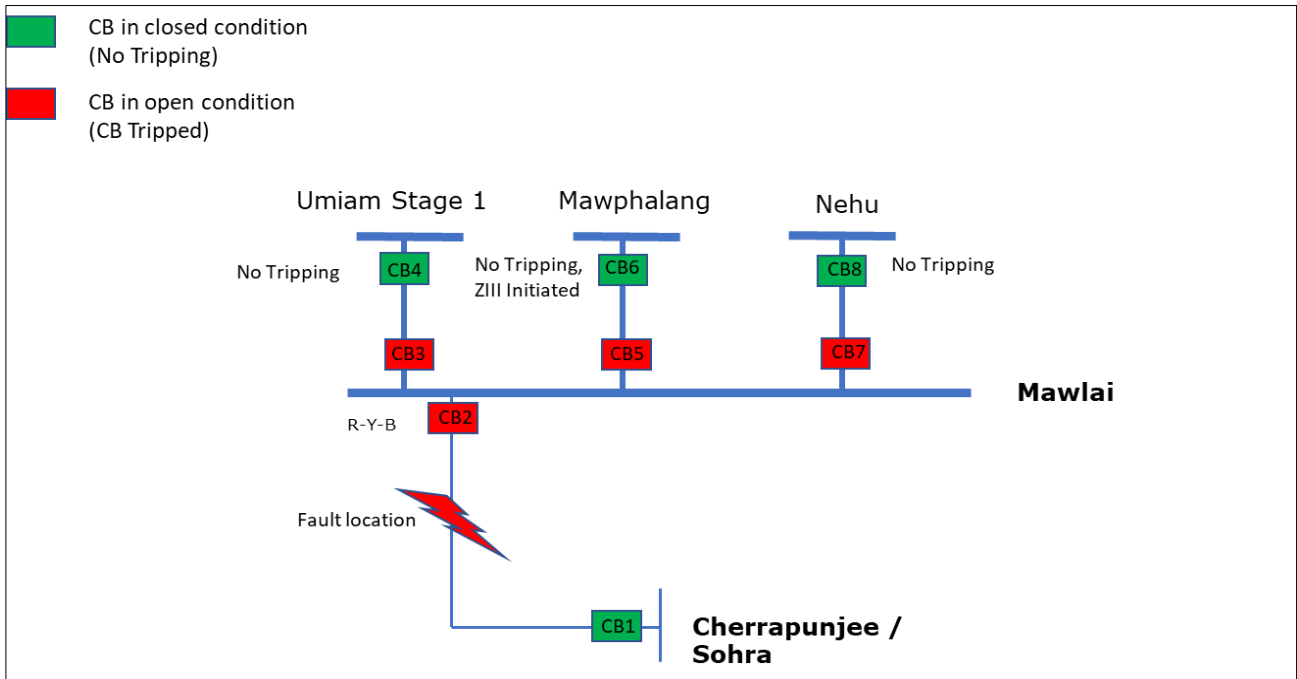 CB in closed condition
(No Tripping)
CB in open condition
(CB Tripped)
Umiam Stage 1
Mawphalang
Nehu
No Tripping
CB4
No Tripping,
ZIII Initiated
CB6
CB8
No Tripping
CB3
CB5
CB7
Mawlai
R-Y-B
CB2
Fault location
CB1
Cherrapunjee /
Sohra